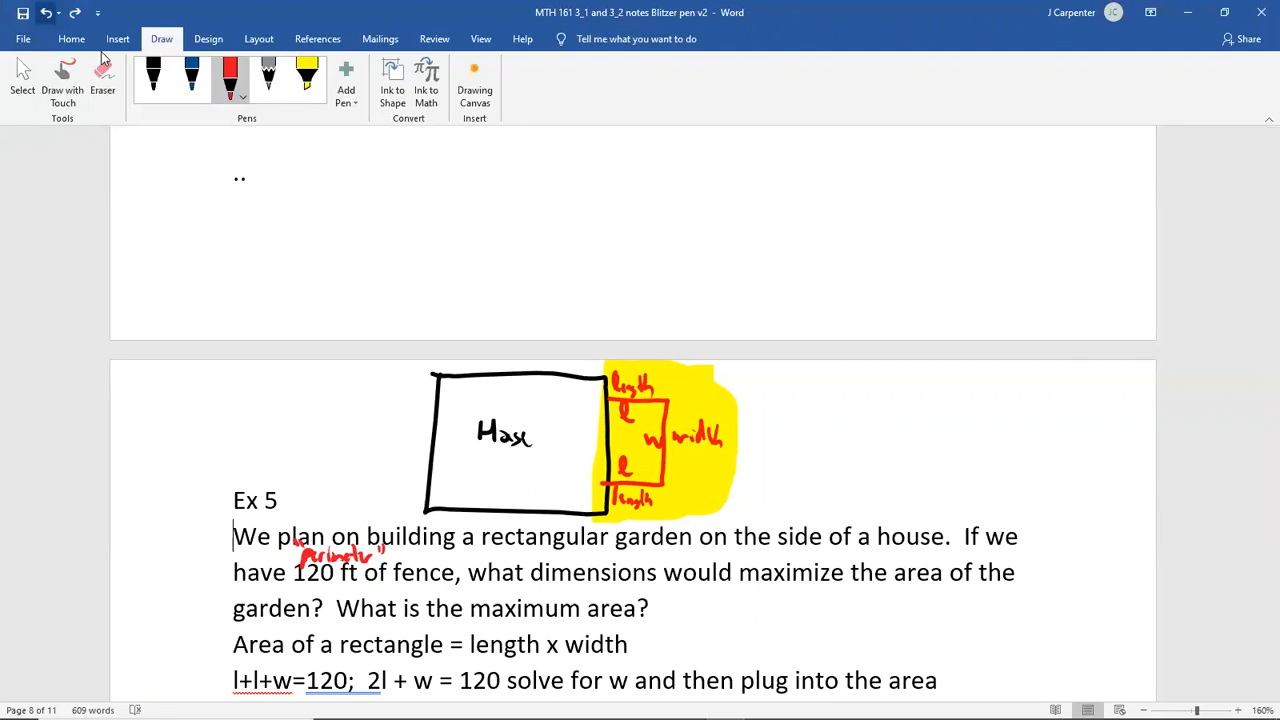 MTH 161 3_1 and 3_2 notes Blitzer pen v2 - Word
J Carpenter JC
File Home Insert Draw Design Layout References Mailings Review View Help Tell me what you want to do Share
Select
Draw with Touch
Eraser
Add Pen
Ink to Shape
Ink to Math
Drawing Canvas
Tools Pens Convert Insert
..
length
l
House
w width
l
length
Ex 5
We plan on building a rectangular garden on the side of a house. If we
"perimeter"
have 120 ft of fence, what dimensions would maximize the area of the
garden? What is the maximum area?
Area of a rectangle = length x width
l+l+w=120; 2l + w = 120 solve for w and then plug into the area
Page 8 of 11 609 words 160%